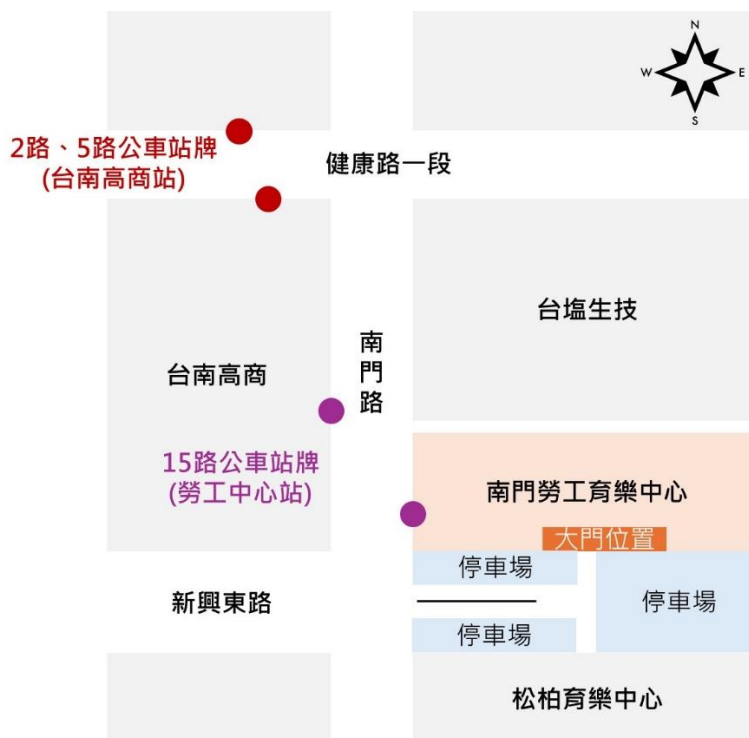 N
W
E
S
2路、5路公車站牌
(台南高商站)
健康路一段
台塩生技
南門路
台南高商
15路公車站牌
(勞工中心站)
南門勞工育樂中心
大門位置
停車場
新興東路
停車場
停車場
松柏育樂中心